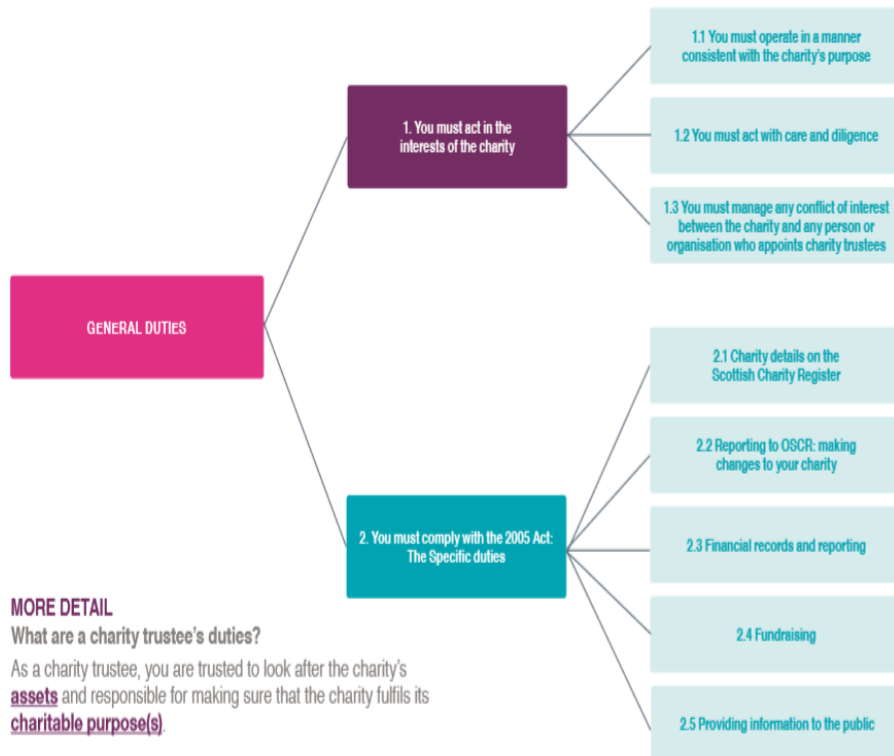 GENERAL DUTIES
1. You must act in the
interests of the charity
1.1 You must operate in a manner
consistent with the charity's purpose
1.2 You must act with care and diligence
1.3 You must manage any conflict of interest
between the charity and any person or
organisation who appoints charity trustees
2. You must comply with the 2005 Act:
The Specific duties
2.1 Charity details on the
Scottish Charity Register
2.2 Reporting to OSCR: making
changes to your charity
2.3 Financial records and reporting
2.4 Fundraising
2.5 Providing information to the public
MORE DETAIL
What are a charity trustee's duties?
As a charity trustee, you are trusted to look after the charity's
assets and responsible for making sure that the charity fulfils its
charitable purpose(s).